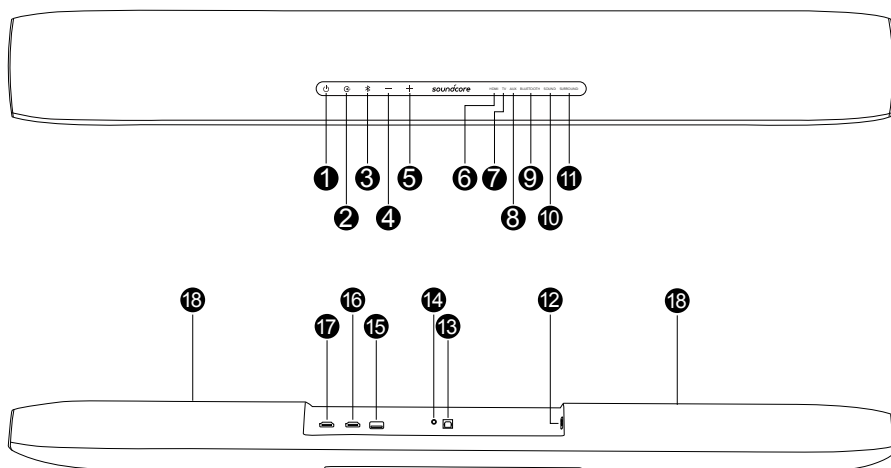 soundcore HDMI TV AUX BLUETOOTH SOUND SURROUND
1 3 5 6 7 9 11
2 4 8 10
18 16 14 12 18
17 15 13